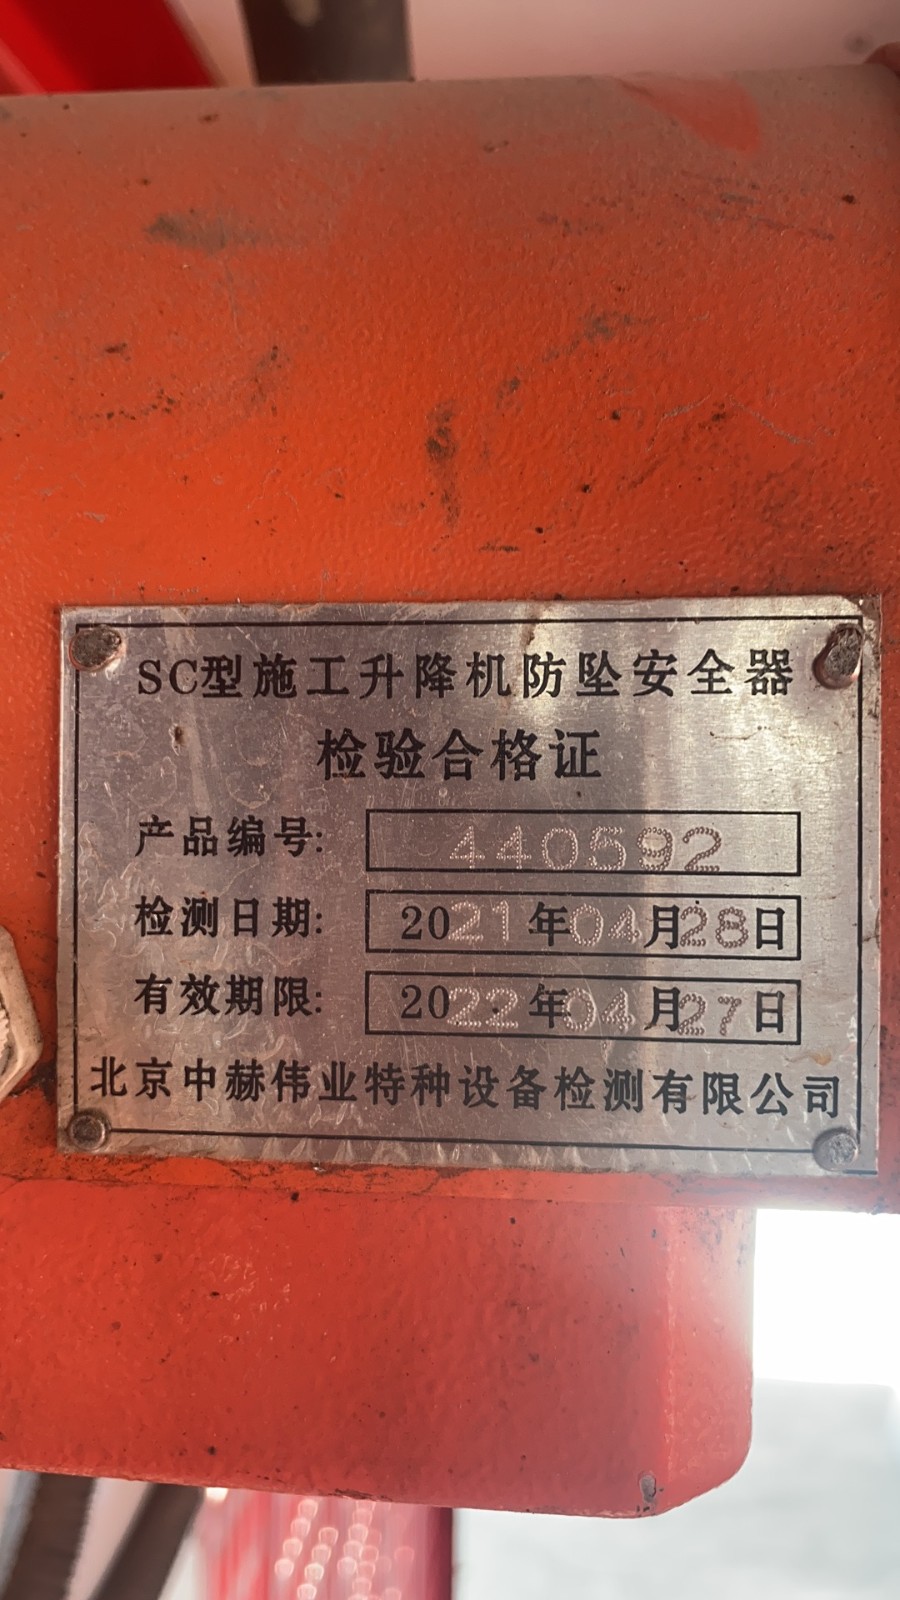 SC型施工升降机防坠安全器
检验合格证
产品编号: 440592
检测日期: 2021年04月28日
有效期限: 2022年04月27日
北京中赫伟业特种设备检测有限公司